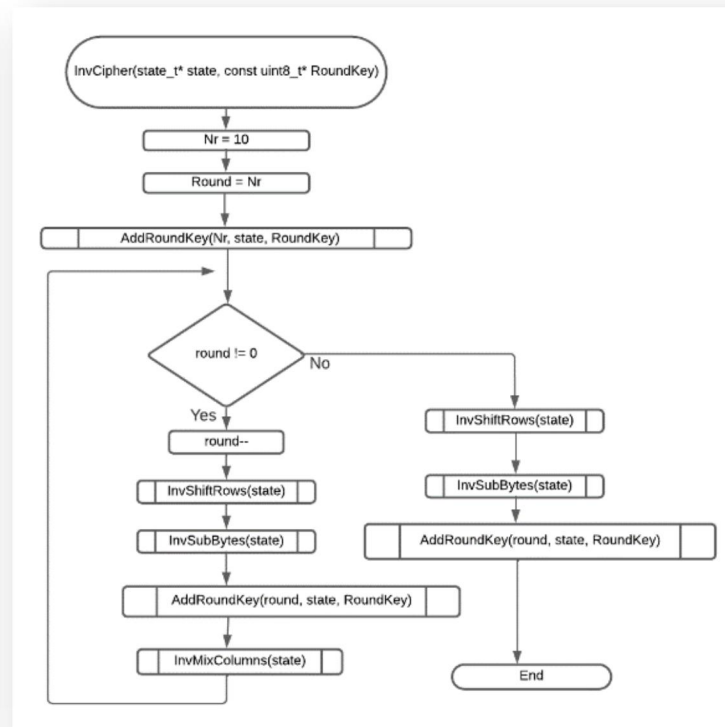 InvCipher(state_t* state, const uint8_t* RoundKey)
Nr = 10
Round = Nr
AddRoundKey(Nr, state, RoundKey)
round != 0
No
Yes
round--
InvShiftRows(state)
InvSubBytes(state)
AddRoundKey(round, state, RoundKey)
InvMixColumns(state)
InvShiftRows(state)
InvSubBytes(state)
AddRoundKey(round, state, RoundKey)
End